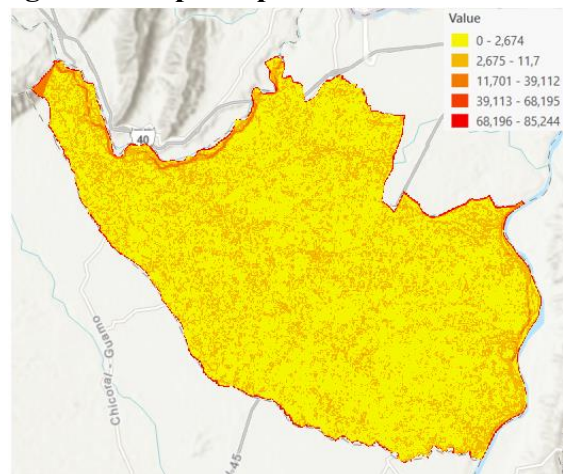 Value
0 - 2,674
2,675 - 11,7
11,701 - 39,112
39,113 - 68,195
68,196 - 85,244
40
Chicoral - Guamo
-45